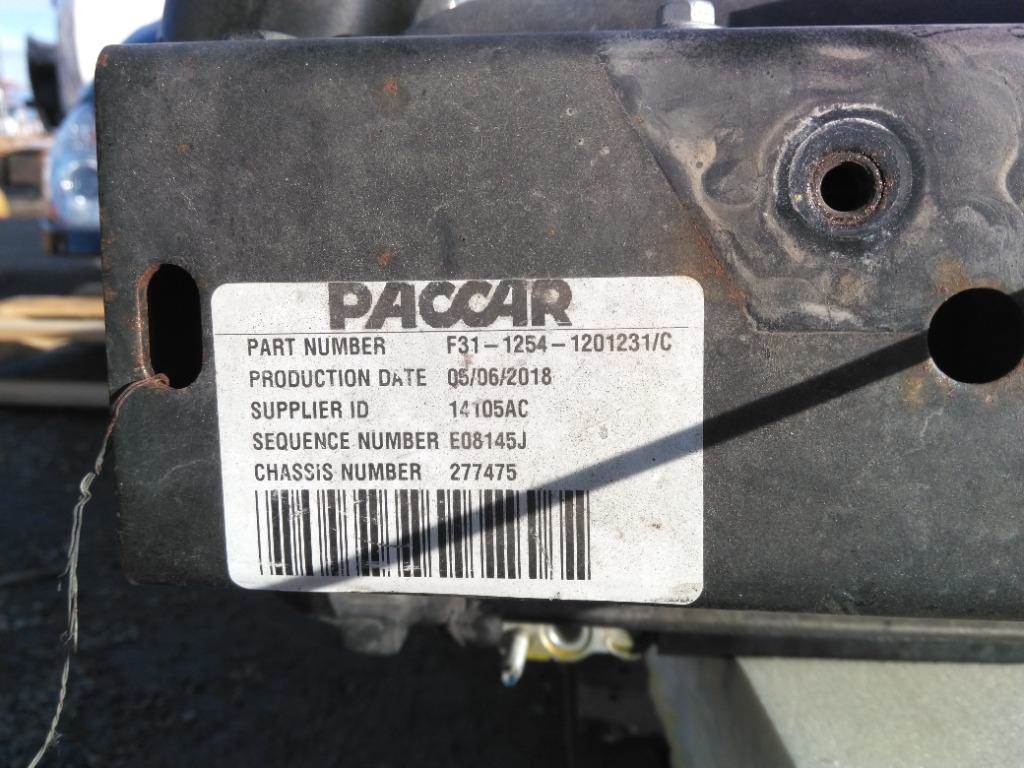 PACCAR
PART NUMBER F31-1254-1201231/C
PRODUCTION DATE 05/06/2018
SUPPLIER ID 14105AC
SEQUENCE NUMBER E08145J
CHASSIS NUMBER 277475